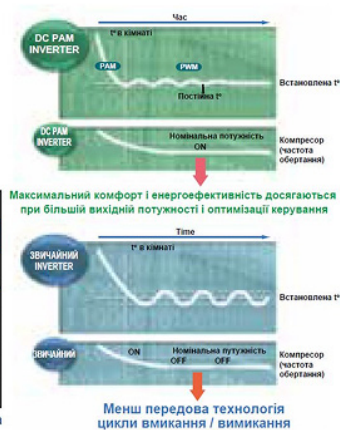 Час
DC PAM
INVERTER
t° в кімнаті
PAM
PWM
Встановлена t°
Постійна t°
DC PAM
INVERTER
Номінальна потужність
ON
Компресор
(частота
обертання)
Максимальний комфорт і енергоефективність досягаються
при більшій вихідній потужності і оптимізації керування
Time
ЗВИЧАЙНИЙ
INVERTER
t° в кімнаті
Встановлена t°
ЗВИЧАЙНИЙ
ON
Номінальна путужність
OFF OFF
Компресор
(частота
обертання)
Менш передова технологія
цикли вмикання / вимикання